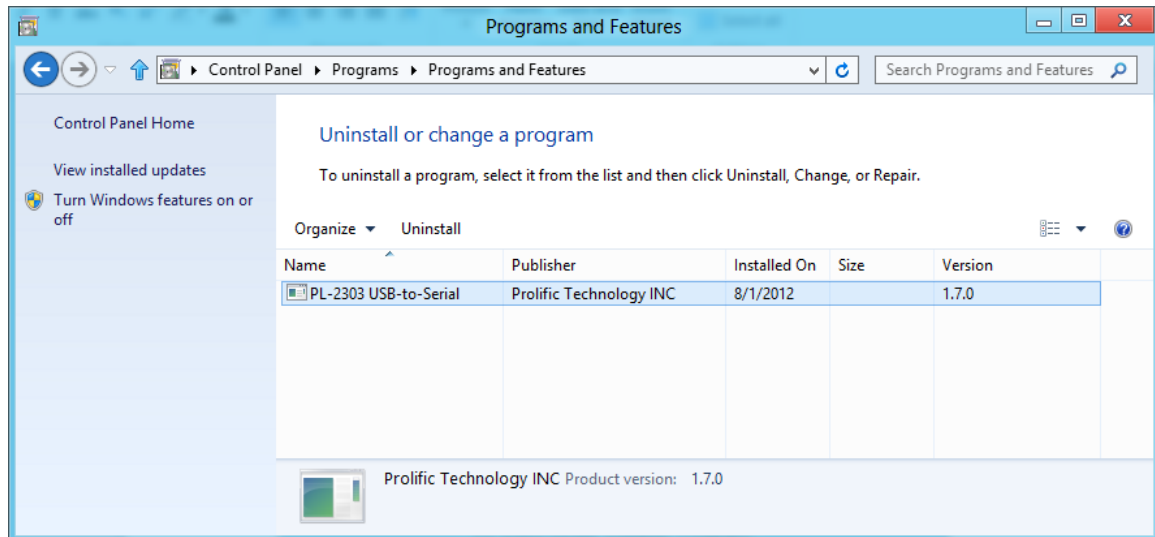 Programs and Features
Control Panel Programs Programs and Features
Search Programs and Features
Control Panel Home
View installed updates
Turn Windows features on or
off
Uninstall or change a program
To uninstall a program, select it from the list and then click Uninstall, Change, or Repair.
Organize Uninstall
Name Publisher Installed On Size Version
PL-2303 USB-to-Serial Prolific Technology INC 8/1/2012 1.7.0
Prolific Technology INC Product version: 1.7.0